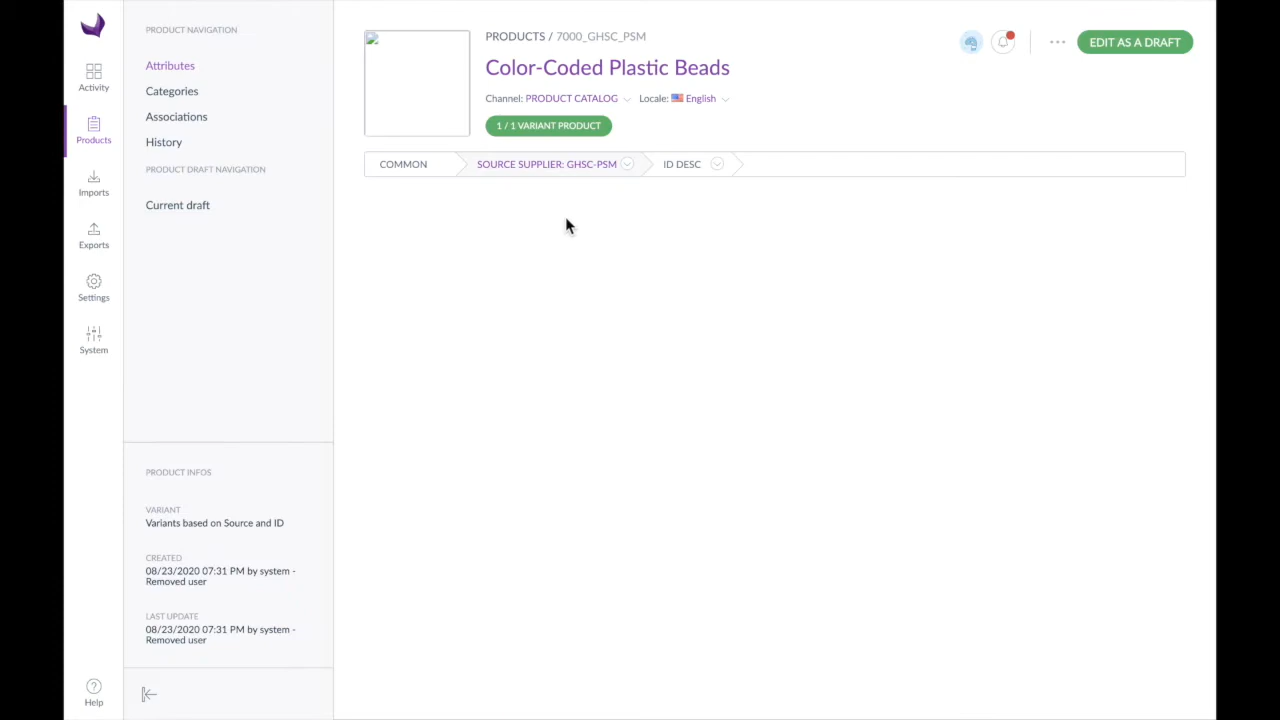 Activity
Products
Imports
Exports
Settings
System
Help
PRODUCT NAVIGATION
Attributes
Categories
Associations
History
PRODUCT DRAFT NAVIGATION
Current draft
PRODUCT INFOS
VARIANT
Variants based on Source and ID
CREATED
08/23/2020 07:31 PM by system -
Removed user
LAST UPDATE
08/23/2020 07:31 PM by system -
Removed user
PRODUCTS / 7000_GHSC_PSM
Color-Coded Plastic Beads
Channel: PRODUCT CATALOG Locale: English
1 / 1 VARIANT PRODUCT
EDIT AS A DRAFT
COMMON SOURCE SUPPLIER: GHSC-PSM ID DESC